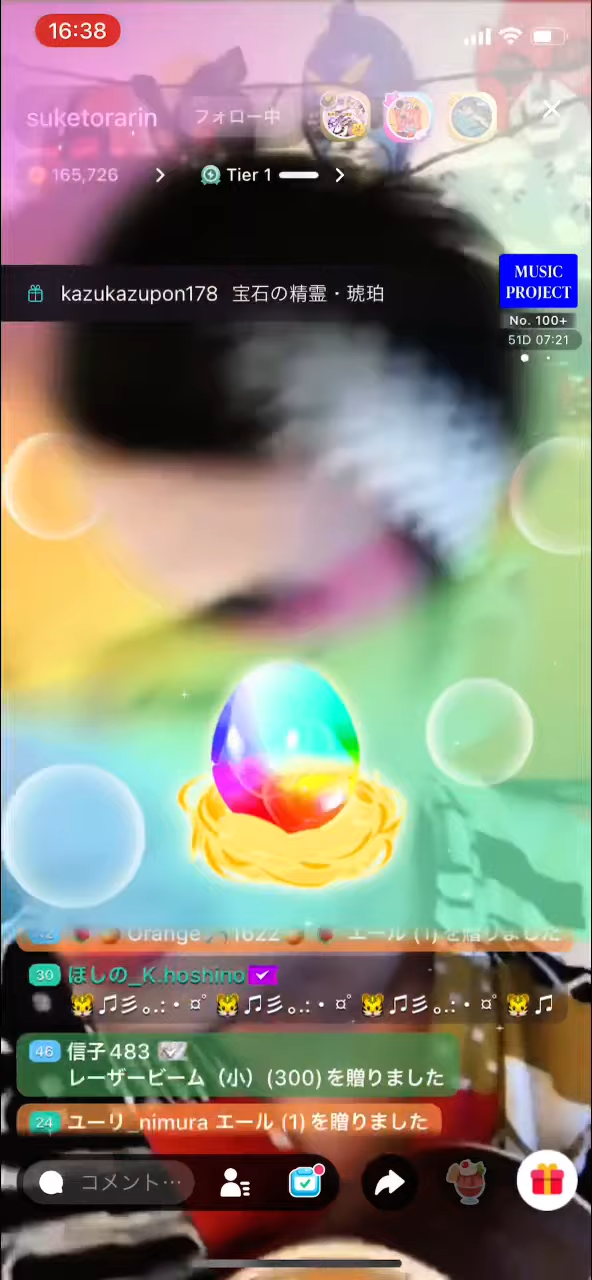 16:38
suketorarin フォロー中
165,726 Tier 1
kazukazupon178 宝石の精霊・琥珀
MUSIC
PROJECT
No. 100+
51D 07:21
Orange 1622 エール (1)を贈りました
30 ほしの_K.hoshino
🐯♫彡｡.:・¤ﾟ🐯♫彡｡.:・¤ﾟ🐯♫彡｡.:・¤ﾟ🐯♫
46 信子483
レーザービーム（小）(300)を贈りました
24 ユーリ_nimura エール (1)を贈りました
コメント…